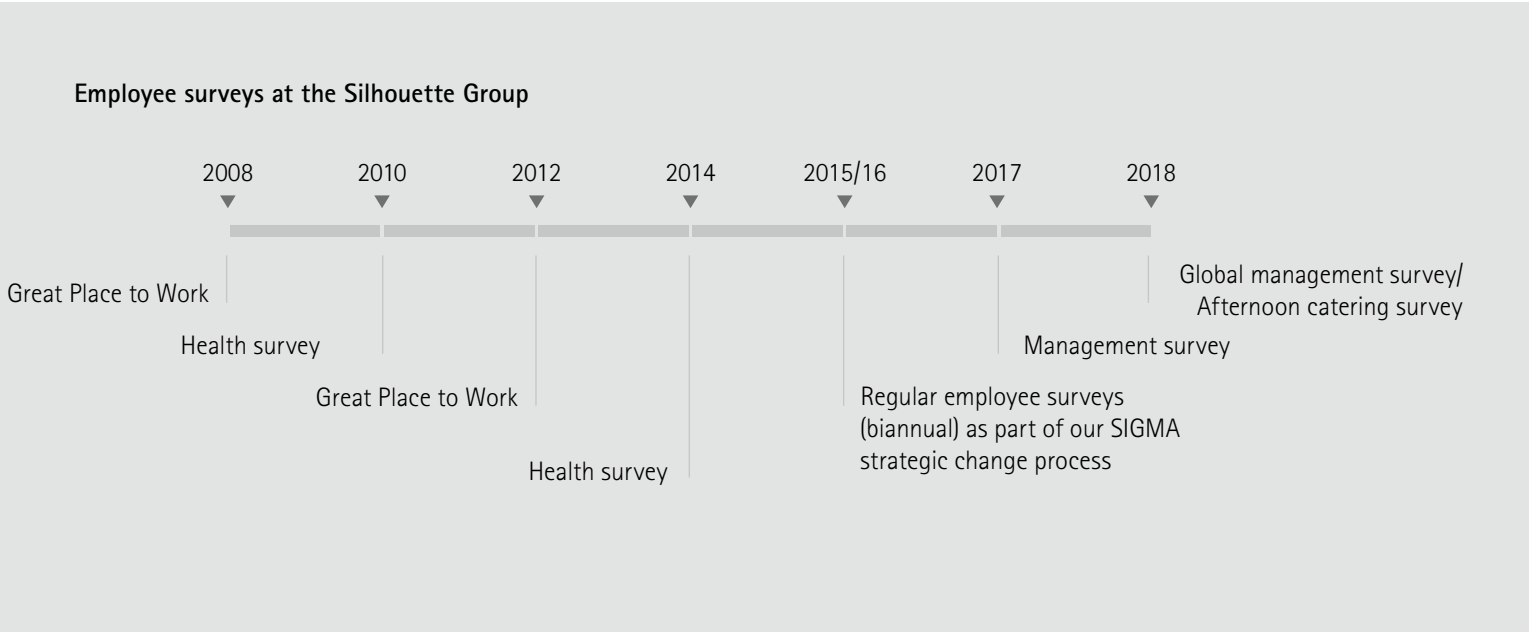 Employee surveys at the Silhouette Group
2008 2010 2012 2014 2015/16 2017 2018
Great Place to Work
Health survey
Great Place to Work
Health survey
Regular employee surveys
(biannual) as part of our SIGMA
strategic change process
Management survey
Global management survey/
Afternoon catering survey